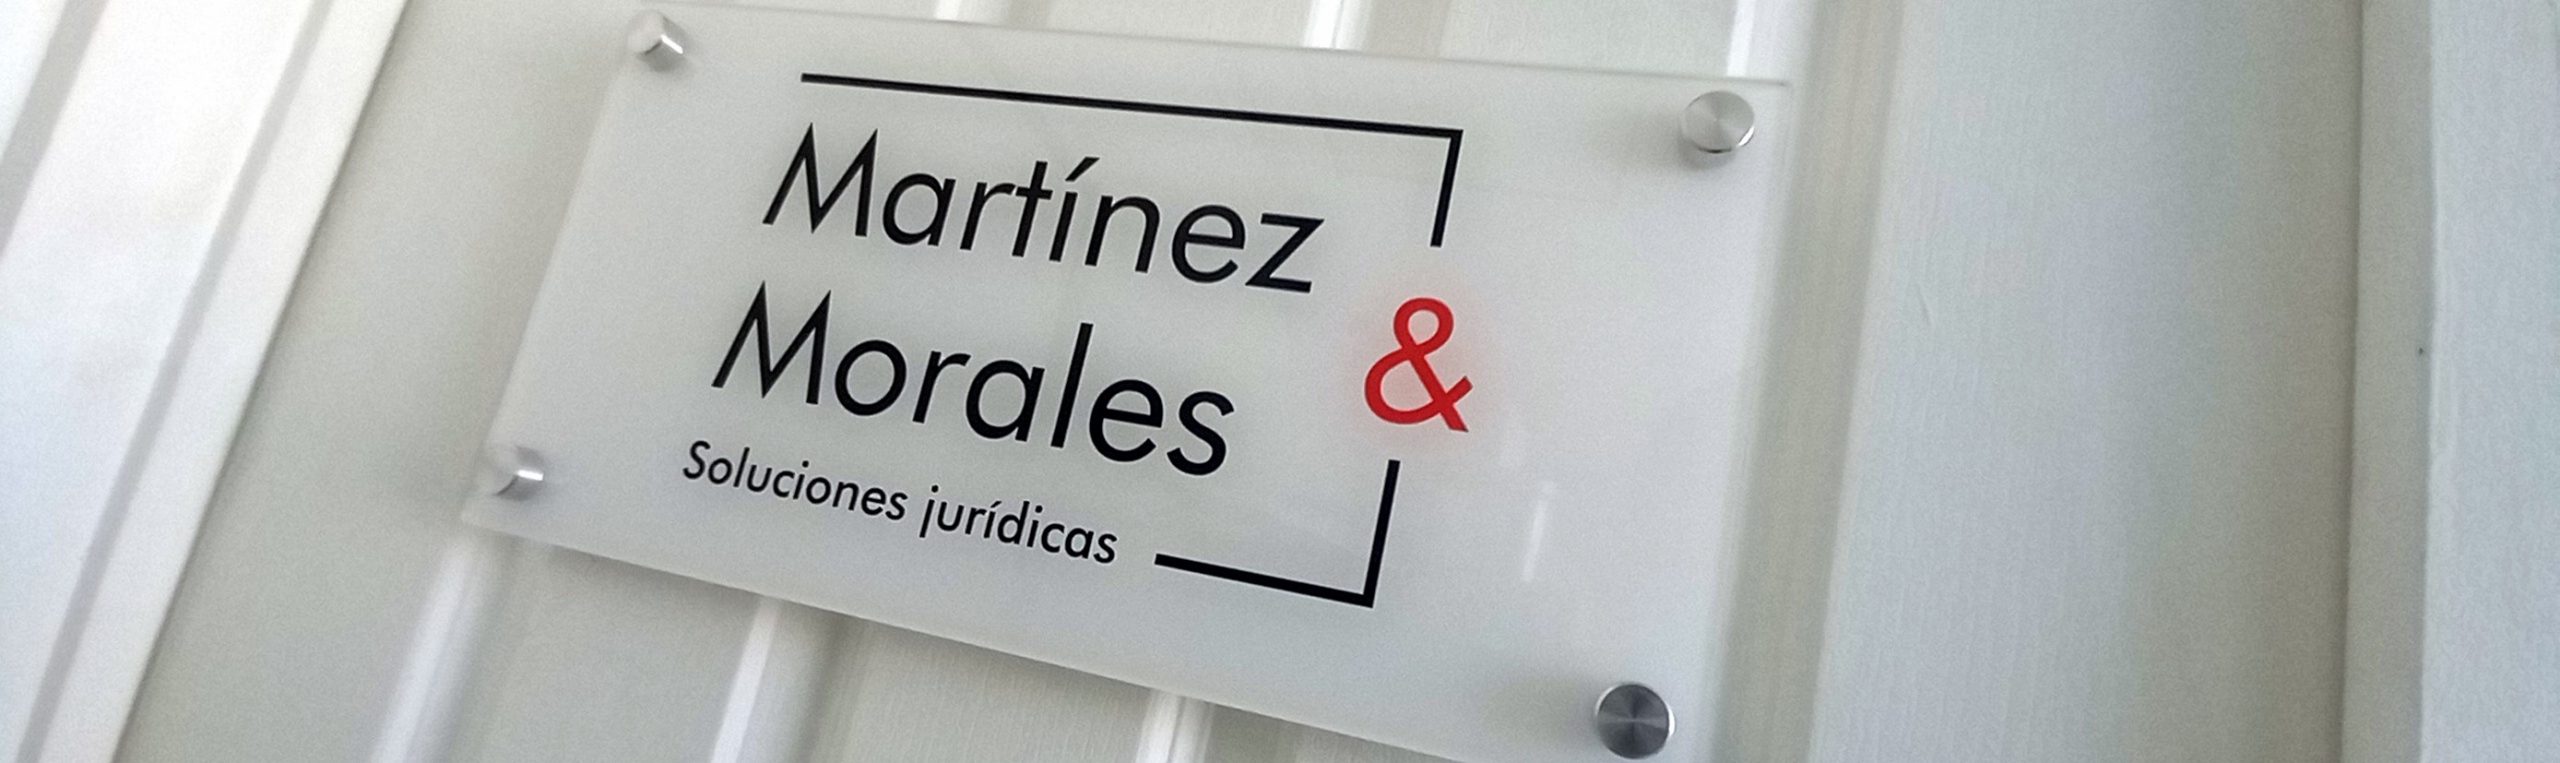 Martínez
&
Morales
Soluciones jurídicas